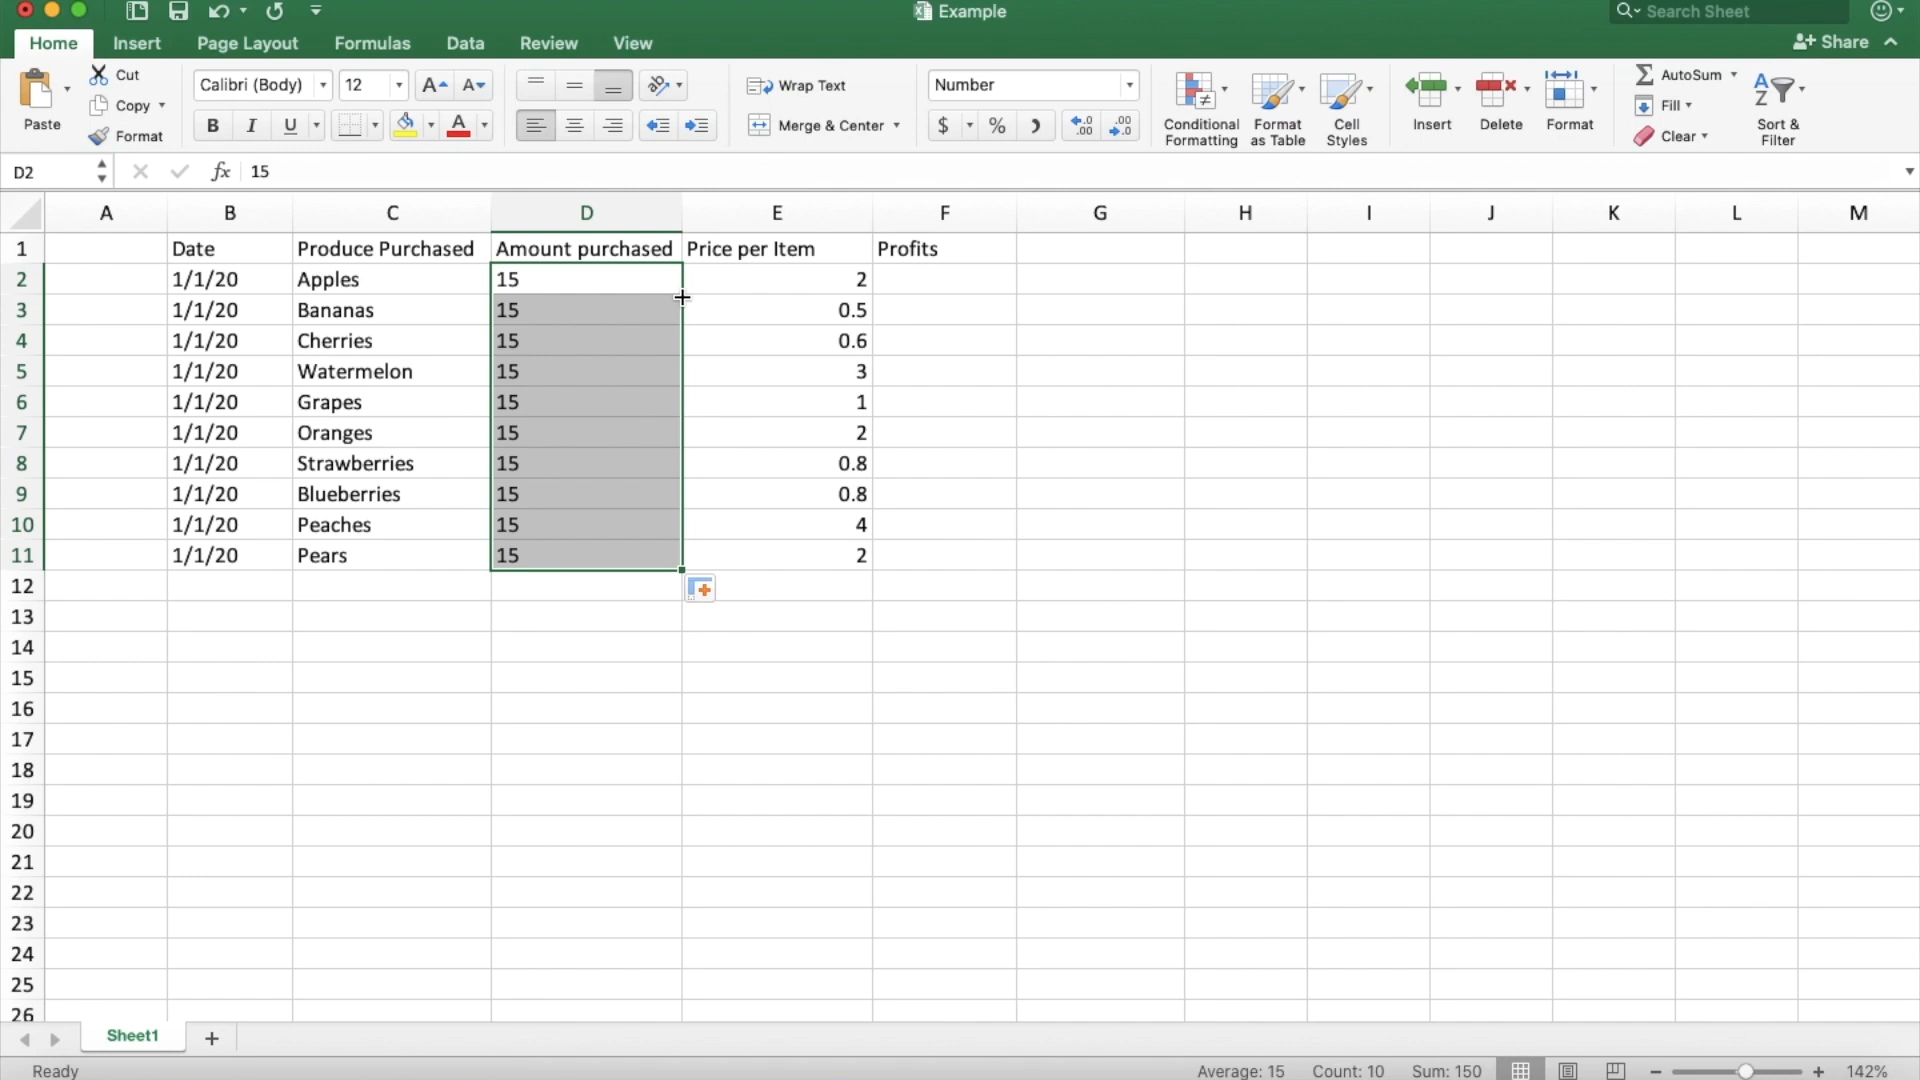 Example
Search Sheet
Home Insert Page Layout Formulas Data Review View
Share
Paste
Cut
Copy
Format
Calibri (Body) 12
B I U
Wrap Text
Merge & Center
Number
$ %
Conditional Formatting
Format as Table
Cell Styles
Insert Delete Format
AutoSum
Fill
Clear
Sort & Filter
D2 fx 15
A B C D E F G H I J K L M
1 Date Produce Purchased Amount purchased Price per Item Profits
2 1/1/20 Apples 15 2
3 1/1/20 Bananas 15 0.5
4 1/1/20 Cherries 15 0.6
5 1/1/20 Watermelon 15 3
6 1/1/20 Grapes 15 1
7 1/1/20 Oranges 15 2
8 1/1/20 Strawberries 15 0.8
9 1/1/20 Blueberries 15 0.8
10 1/1/20 Peaches 15 4
11 1/1/20 Pears 15 2
12
13
14
15
16
17
18
19
20
21
22
23
24
25
26
Sheet1
Ready Average: 15 Count: 10 Sum: 150 142%